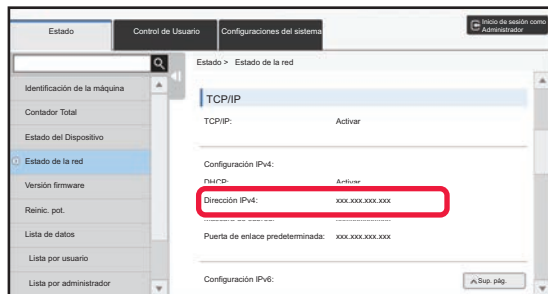 Estado
Control de Usuario
Configuraciones del sistema
Inicio de sesión como
Administrador
Estado > Estado de la red
Identificación de la máquina
Contador Total
Estado del Dispositivo
Estado de la red
Versión firmware
Reinic. pot.
Lista de datos
Lista por usuario
Lista por administrador
TCP/IP
TCP/IP: Activar
Configuración IPv4:
DHCP: Activar
Dirección IPv4: xxx.xxx.xxx.xxx
Puerta de enlace predeterminada: xxx.xxx.xxx.xxx
Configuración IPv6:
Sup. pág.